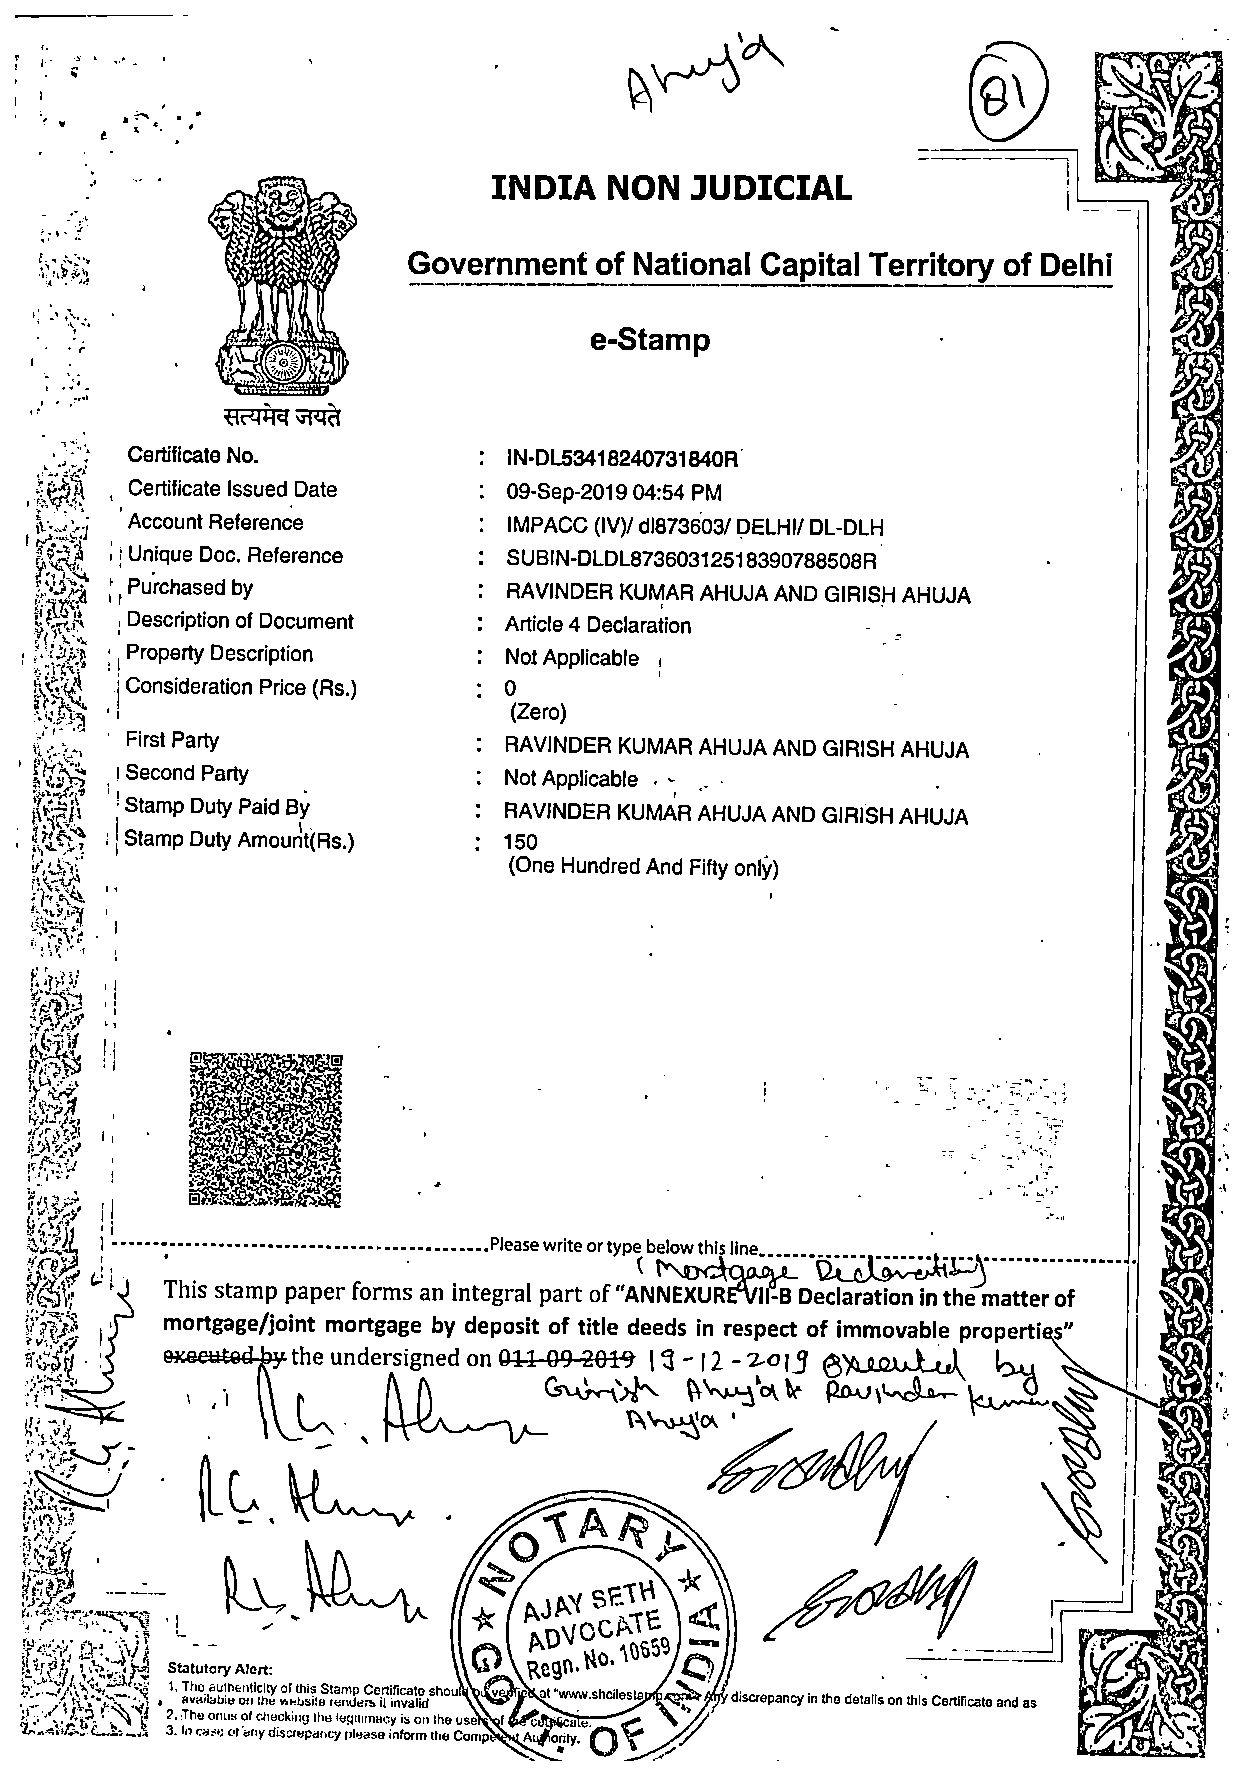 Ahuja
81
INDIA NON JUDICIAL
Government of National Capital Territory of Delhi
e-Stamp
सत्यमेव जयते
Certificate No. : IN-DL53418240731840R
Certificate Issued Date : 09-Sep-2019 04:54 PM
Account Reference : IMPACC (IV)/ dl873603/ DELHI/ DL-DLH
Unique Doc. Reference : SUBIN-DLDL87360312518390788508R
Purchased by : RAVINDER KUMAR AHUJA AND GIRISH AHUJA
Description of Document : Article 4 Declaration
Property Description : Not Applicable
Consideration Price (Rs.) : 0
(Zero)
First Party : RAVINDER KUMAR AHUJA AND GIRISH AHUJA
Second Party : Not Applicable
Stamp Duty Paid By : RAVINDER KUMAR AHUJA AND GIRISH AHUJA
Stamp Duty Amount(Rs.) : 150
(One Hundred And Fifty only)
Please write or type below this line
(Mortgage Declaration)
This stamp paper forms an integral part of "ANNEXURE VII-B Declaration in the matter of
mortgage/joint mortgage by deposit of title deeds in respect of immovable properties"
executed by the undersigned on 011-09-2019 19-12-2019 executed by
Girish Ahuja & Ravinder Kumar
Ahuja
R. Ahuja
R. Ahuja
R. Ahuja
R. Ahuja
NOTARY
AJAY SETH
ADVOCATE
Regn. No. 10659
GOVT. OF INDIA
Statutory Alert:
1. The authenticity of this Stamp Certificate should be verified at "www.shcilestamp.com". Any discrepancy in the details on this Certificate and as
available on the website renders it invalid
2. The onus of checking the legitimacy is on the users of the certificate.
3. In case of any discrepancy please inform the Competent Authority.